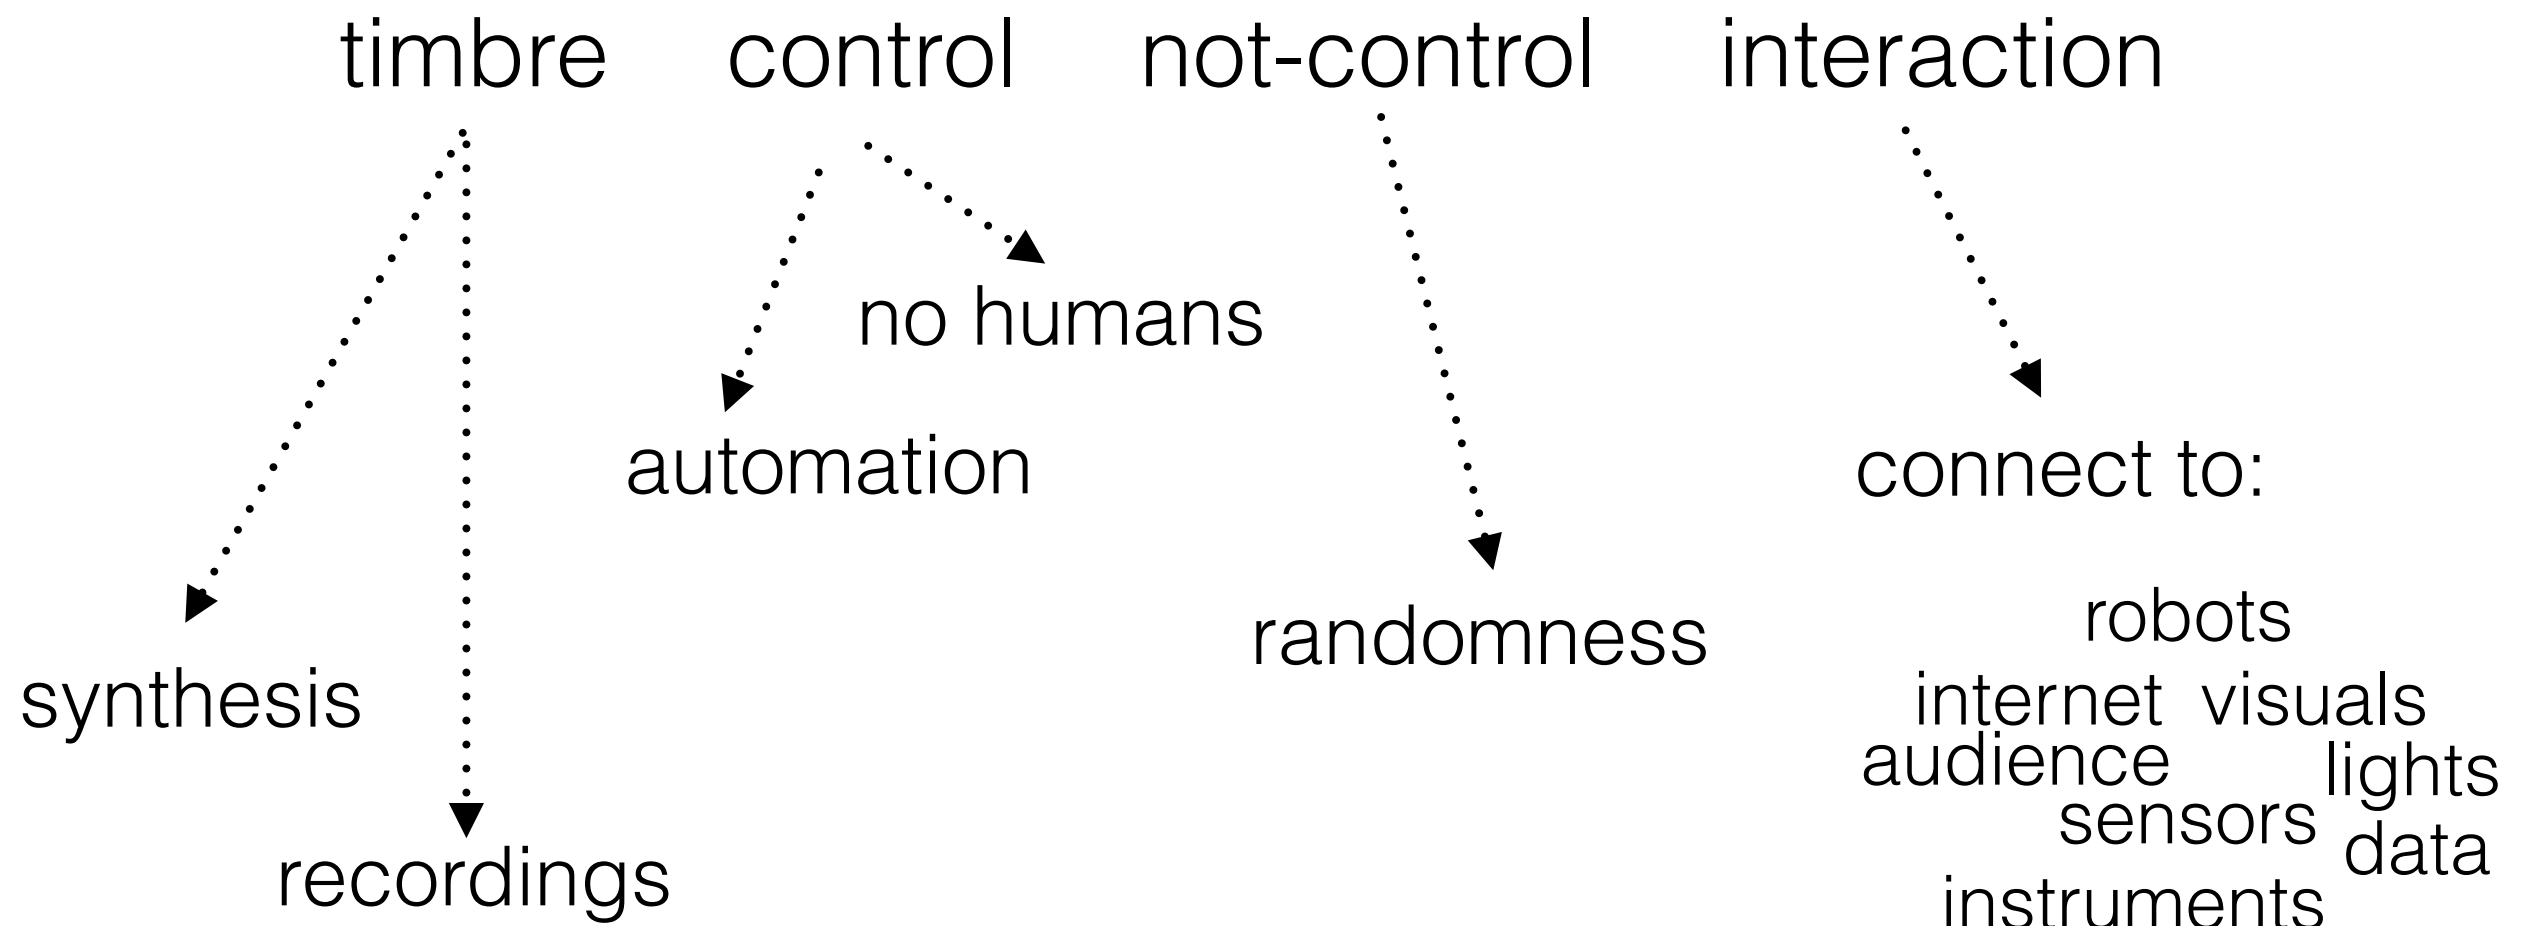 timbre control not-control interaction
no humans
automation
connect to:
robots
randomness
synthesis
internet visuals
audience
lights
sensors
data
recordings
instruments